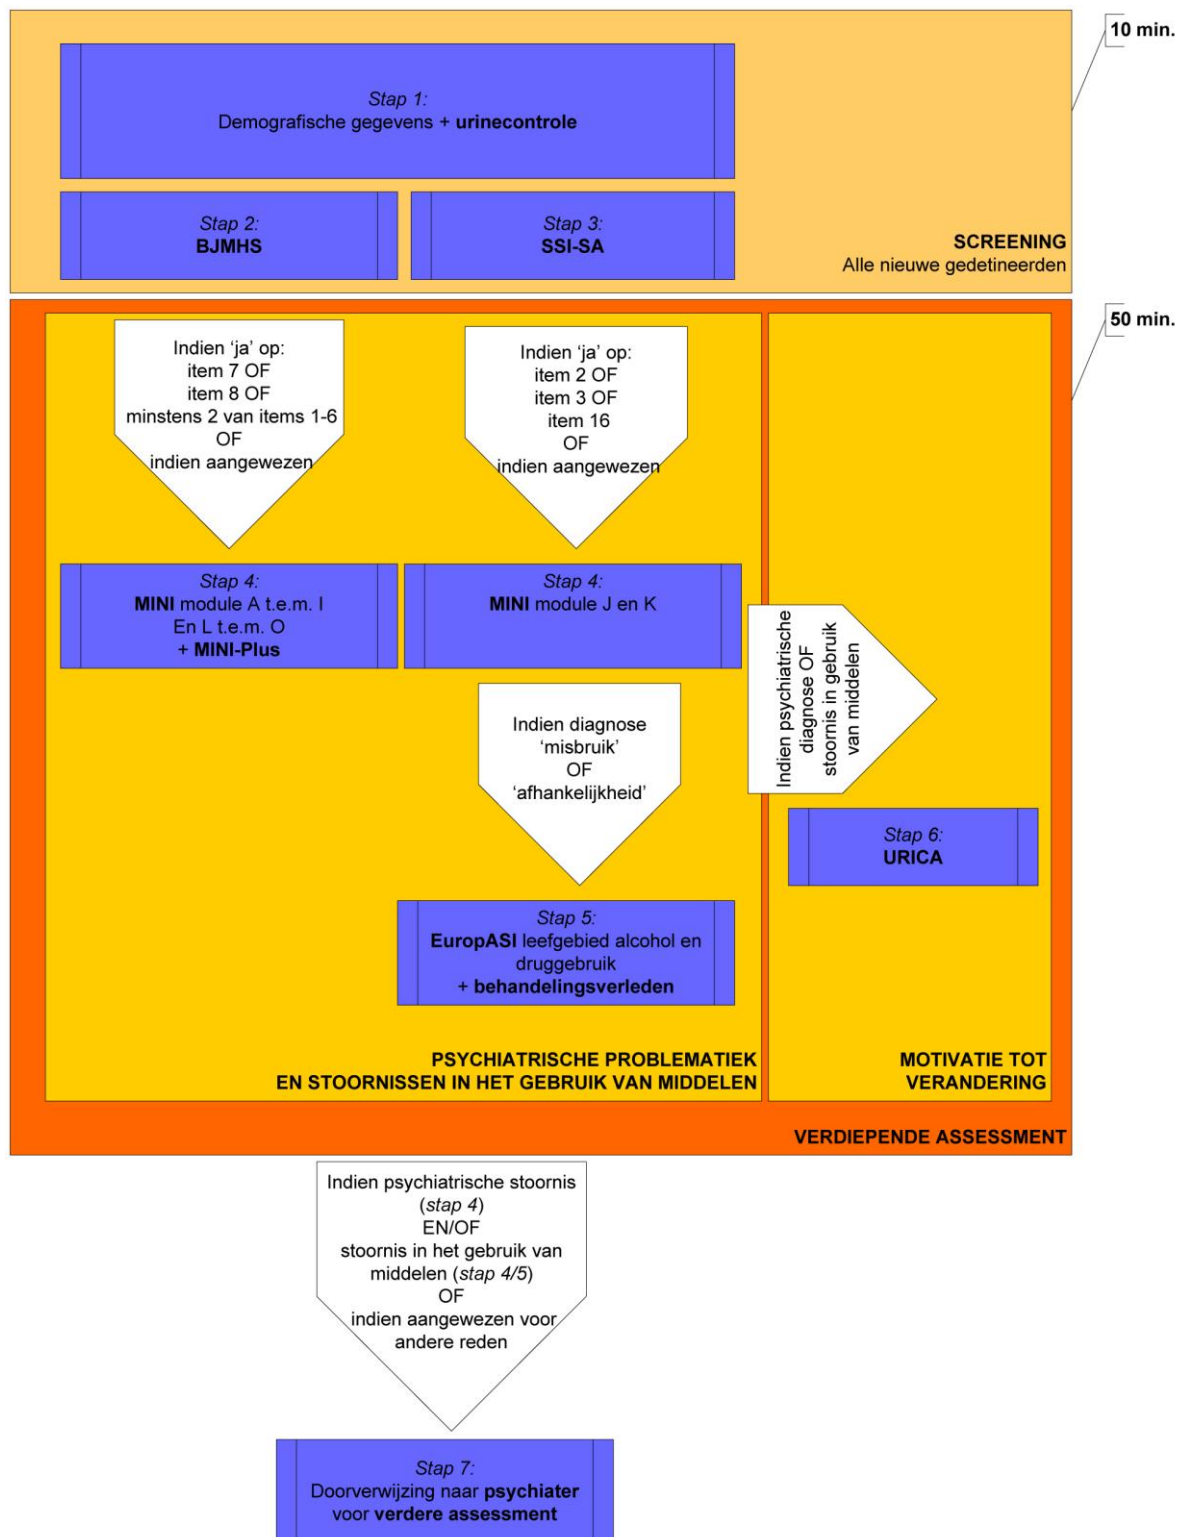 10 min.
Stap 1:
Demografische gegevens + urinecontrole
Stap 2:
BJMHS
Stap 3:
SSI-SA
SCREENING
Alle nieuwe gedetineerden
50 min.
Indien ‘ja’ op:
item 7 OF
item 8 OF
minstens 2 van items 1-6
OF
indien aangewezen
Indien ‘ja’ op:
item 2 OF
item 3 OF
item 16
OF
indien aangewezen
Stap 4:
MINI module A t.e.m. I
En L t.e.m. O
+ MINI-Plus
Stap 4:
MINI module J en K
Indien psychiatrische
diagnose OF
stoornis in gebruik
van middelen
Indien diagnose
‘misbruik’
OF
‘afhankelijkheid’
Stap 6:
URICA
Stap 5:
EuropASI leefgebied alcohol en
druggebruik
+ behandelingsverleden
PSYCHIATRISCHE PROBLEMATIEK
EN STOORNISSEN IN HET GEBRUIK VAN MIDDELEN
MOTIVATIE TOT
VERANDERING
VERDIEPENDE ASSESSMENT
Indien psychiatrische stoornis
(stap 4)
EN/OF
stoornis in het gebruik van
middelen (stap 4/5)
OF
indien aangewezen voor
andere reden
Stap 7:
Doorverwijzing naar psychiater
voor verdere assessment